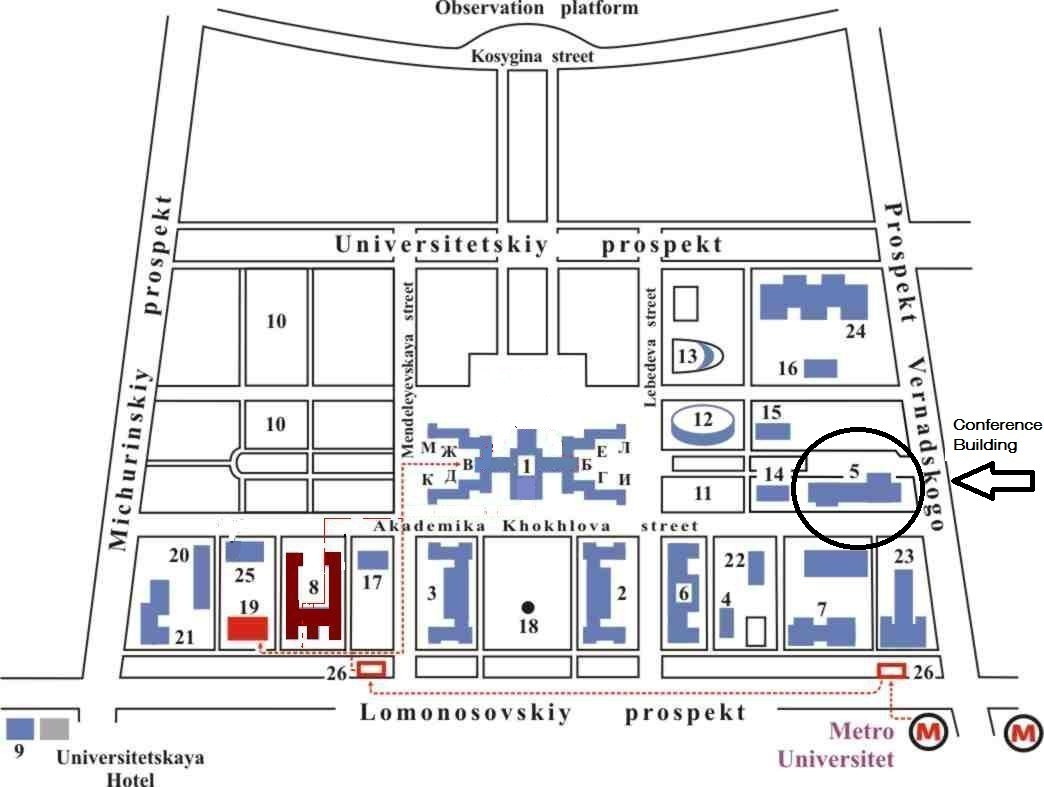 Observation platform
Kosygina street
Michurinskiy prospekt
Universitetskiy prospekt
Prospekt Vernadskogo
Mendeleyevskaya street
Lebedeva street
10
13
24
16
10
12
15
Conference
Building
М Ж
Е Л
В
1
Б
К Д
Г И
11
14
5
Akademika Khokhlova street
20
25
8
17
3
2
6
22
23
19
4
7
21
18
26
26
Lomonosovskiy prospekt
9
Universitetskaya
Hotel
Metro
Universitet
M
M